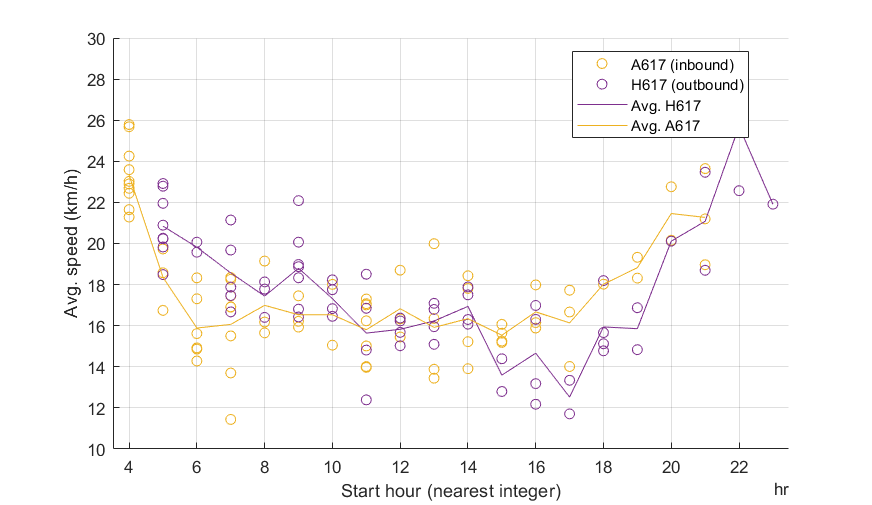 30
28
26
24
22
20
18
16
14
12
10
Avg. speed (km/h)
A617 (inbound)
H617 (outbound)
Avg. H617
Avg. A617
4 6 8 10 12 14 16 18 20 22
hr
Start hour (nearest integer)